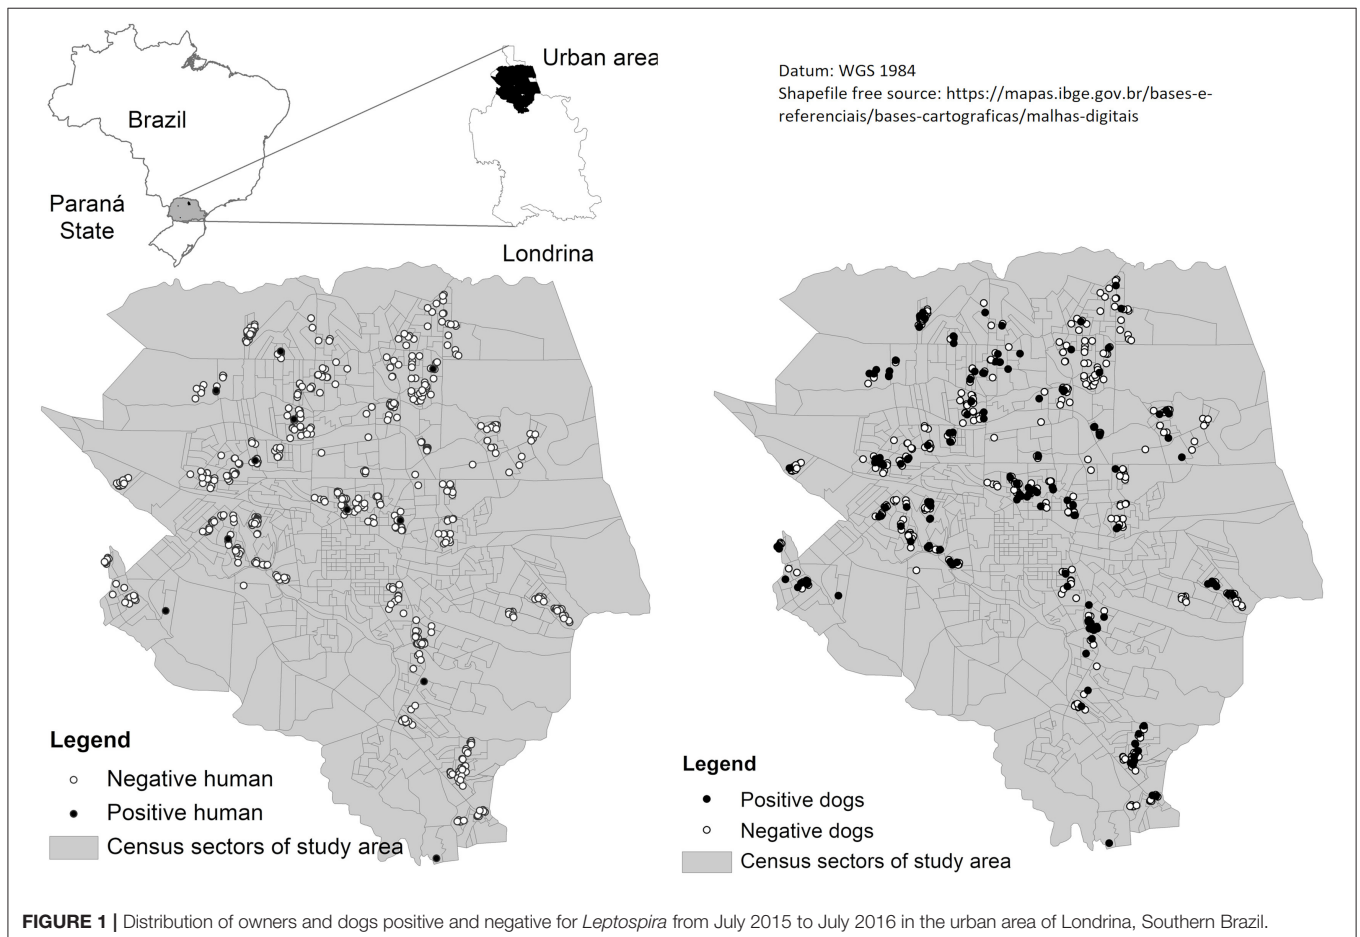 Urban area
Datum: WGS 1984
Shapefile free source: https://mapas.ibge.gov.br/bases-e-
referenciais/bases-cartograficas/malhas-digitais
Brazil
Paraná
State
Londrina
Legend
Negative human
Positive human
Census sectors of study area
Legend
Positive dogs
Negative dogs
Census sectors of study area
FIGURE 1 | Distribution of owners and dogs positive and negative for Leptospira from July 2015 to July 2016 in the urban area of Londrina, Southern Brazil.